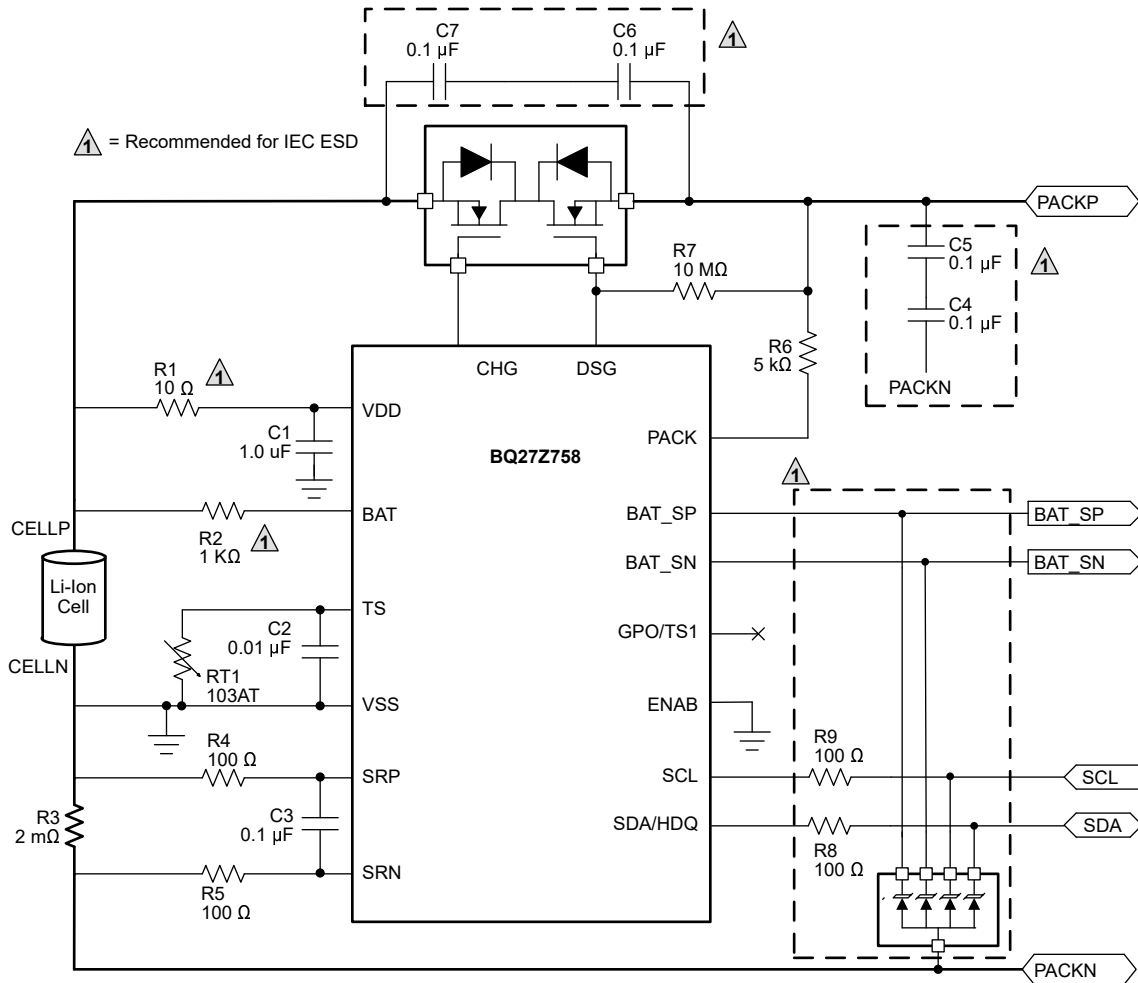 C7
0.1 µF
C6
0.1 µF
1
1 = Recommended for IEC ESD
PACKP
R7
10 MΩ
C5
0.1 µF
1
C4
0.1 µF
PACKN
R6
5 kΩ
CHG
DSG
R1
10 Ω
1
VDD
C1
1.0 uF
PACK
BQ27Z758
1
R2
1 KΩ
1
BAT
BAT_SP
BAT_SP
CELLP
Li-Ion
Cell
CELLN
BAT_SN
BAT_SN
TS
C2
0.01 µF
RT1
103AT
GPO/TS1
VSS
ENAB
R4
100 Ω
R9
100 Ω
SRP
SCL
SCL
R3
2 mΩ
C3
0.1 µF
SDA/HDQ
SDA
R8
100 Ω
SRN
R5
100 Ω
PACKN